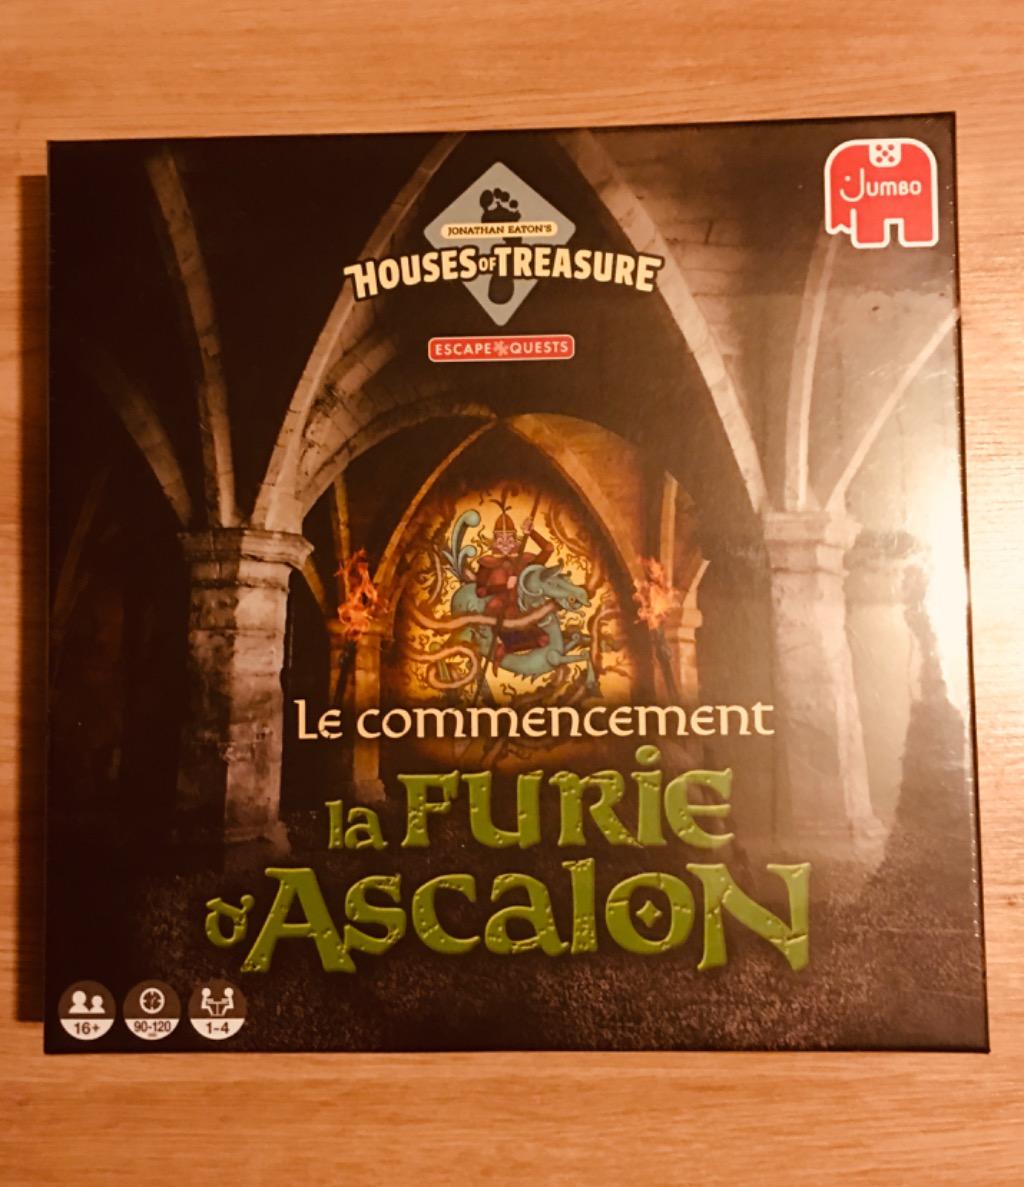 Jumbo
JONATHAN EATON'S
HOUSES OF TREASURE
ESCAPE QUESTS
Le commencement
la FURIE
d'AscaloN
16+
90-120
1-4